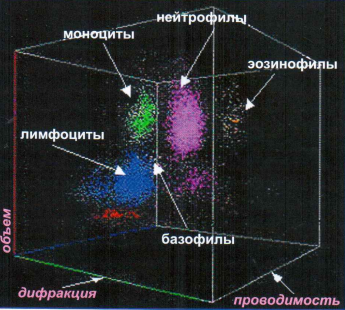 нейтрофилы
моноциты
эозинофилы
лимфоциты
базофилы
объем
дифракция
проводимость